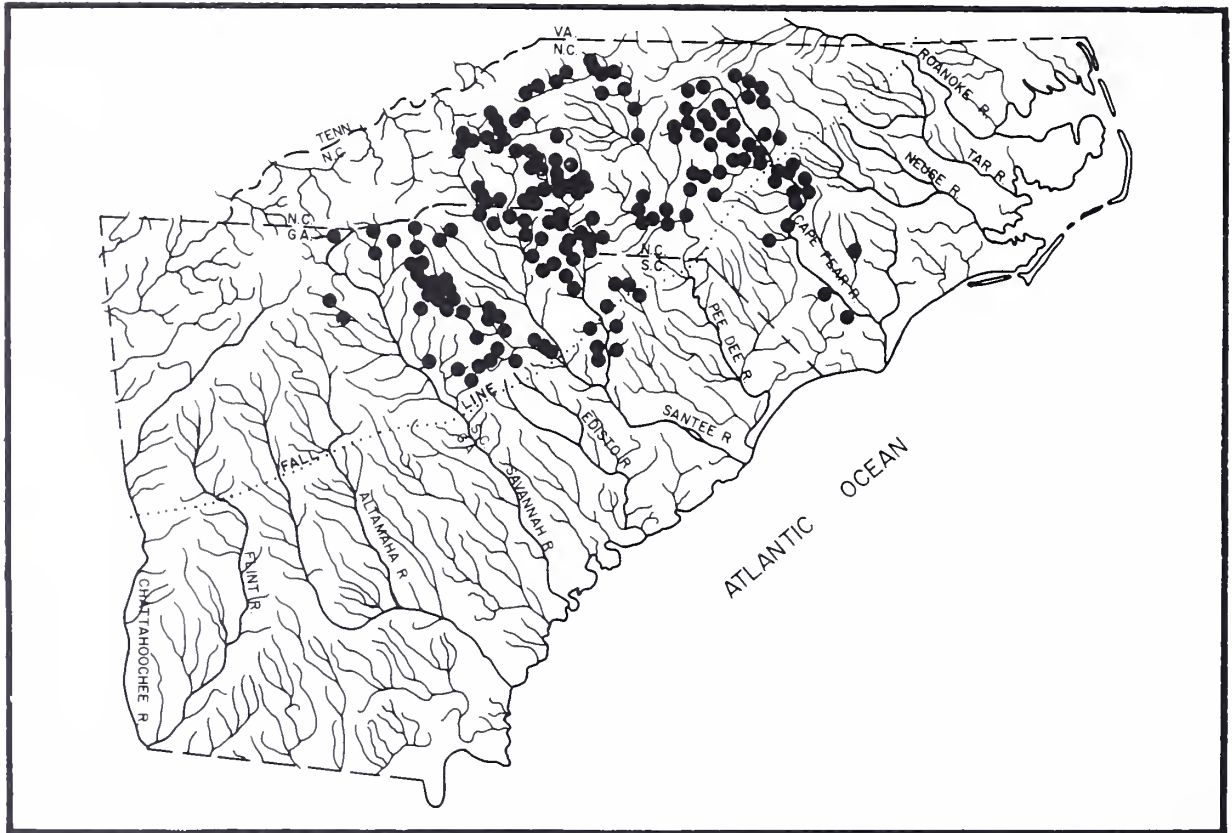 VA.
N.C.
ROANOKE R.
TENN
N.C.
TAR R.
NEUSE R.
N.C.
GA.
CAPE FEAR R.
N.C.
S.C.
PEE DEE R.
LINE
SANTEE R
EDISTO R
S.C.
GA
FALL
SAVANNAH R
ALTAMAHA R
OCEAN
ATLANTIC
FAINT R.
CHATTAHOOCHEE R